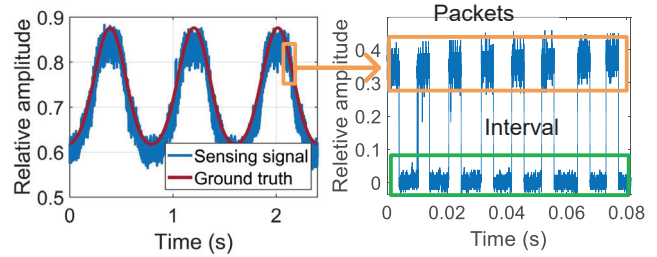 Packets
Relative amplitude
0.9
0.8
0.7
0.6
0.5
0
1
2
Time (s)
Sensing signal
Ground truth
Reletive amplitude
0.4
0.3
0.2
0.1
0
Interval
0
0.02
0.04
0.06
0.08
Time (s)